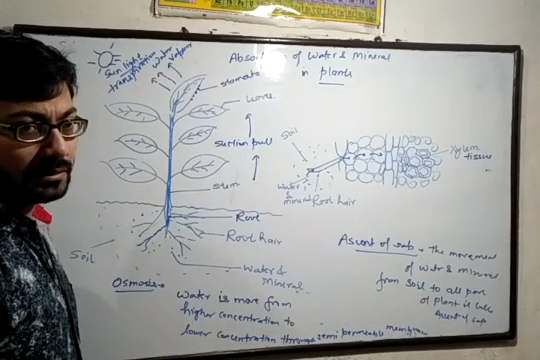 Absorption of Water & Mineral
in plants
Sun light
transpiration
water
vapour
stomata
Leaves
suction pull
stem
Root
Root hair
Water &
Mineral
Soil
Soil
Water
&
mineral
Root hair
Xylem
tissue
Ascent of sap - The movement
of water & mineral
from soil to all part
of plant is called
Ascent of sap
Osmosis -
Water is move from
higher concentration to
lower concentration through semi permeable membrane